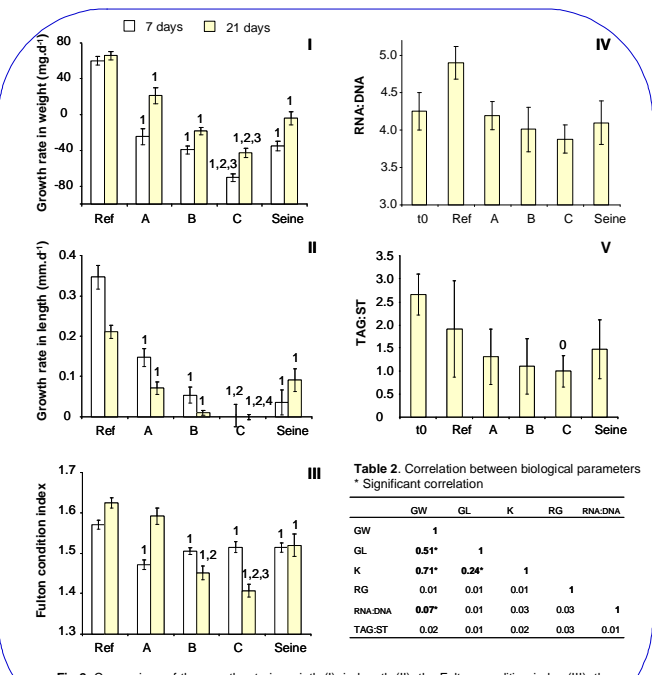 7 days 21 days
I
Growth rate in weight (mg.d-1)
80
40
0
-40
-80
1
1
1
1
1,2,3
1,2,3
1
1
Ref A B C Seine
IV
RNA:DNA
5.0
4.5
4.0
3.5
3.0
t0 Ref A B C Seine
II
Growth rate in length (mm.d-1)
0.4
0.3
0.2
0.1
0
1
1
1
1
1,2
1,2,4
1
1
Ref A B C Seine
V
TAG:ST
3.5
3.0
2.5
2.0
1.5
1.0
0.5
0
0
t0 Ref A B C Seine
III
Fulton condition index
1.7
1.6
1.5
1.4
1.3
1
1
1,2
1
1,2,3
1
1
Ref A B C Seine
Table 2. Correlation between biological parameters
* Significant correlation
GW GL K RG RNA:DNA
GW 1
GL 0.51* 1
K 0.71* 0.24* 1
RG 0.01 0.01 0.01 1
RNA:DNA 0.07* 0.01 0.03 0.03 1
TAG:ST 0.02 0.01 0.02 0.03 0.01